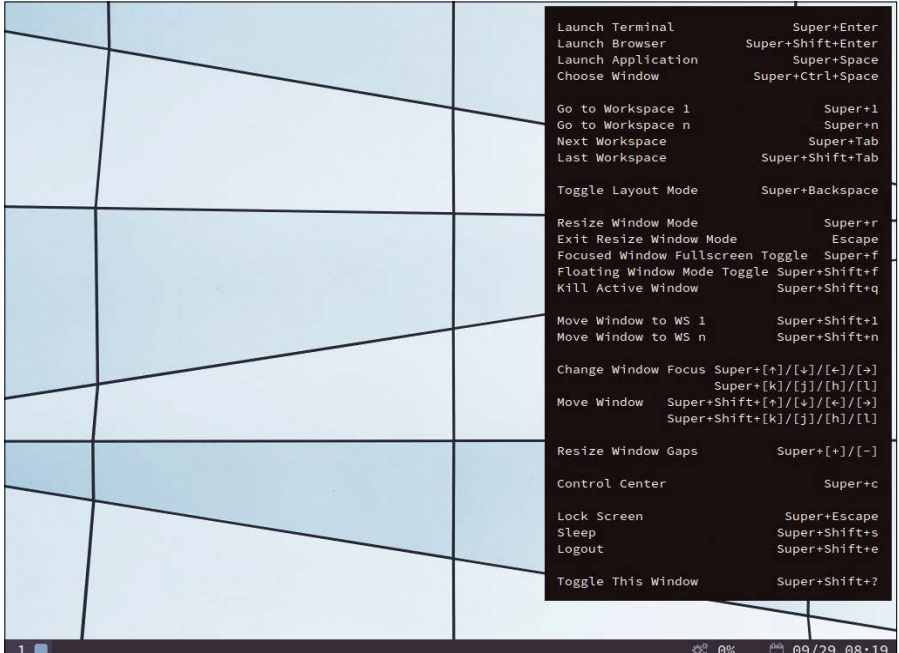 Launch Terminal Super+Enter
Launch Browser Super+Shift+Enter
Launch Application Super+Space
Choose Window Super+Ctrl+Space
Go to Workspace 1 Super+1
Go to Workspace n Super+n
Next Workspace Super+Tab
Last Workspace Super+Shift+Tab
Toggle Layout Mode Super+Backspace
Resize Window Mode Super+r
Exit Resize Window Mode Escape
Focused Window Fullscreen Toggle Super+f
Floating Window Mode Toggle Super+Shift+f
Kill Active Window Super+Shift+q
Move Window to WS 1 Super+Shift+1
Move Window to WS n Super+Shift+n
Change Window Focus Super+[↑]/[↓]/[←]/[→]
Super+[k]/[j]/[h]/[l]
Move Window Super+Shift+[↑]/[↓]/[←]/[→]
Super+Shift+[k]/[j]/[h]/[l]
Resize Window Gaps Super+[+]/[-]
Control Center Super+c
Lock Screen Super+Escape
Sleep Super+Shift+s
Logout Super+Shift+e
Toggle This Window Super+Shift+?
1 0% 09/29 08:19